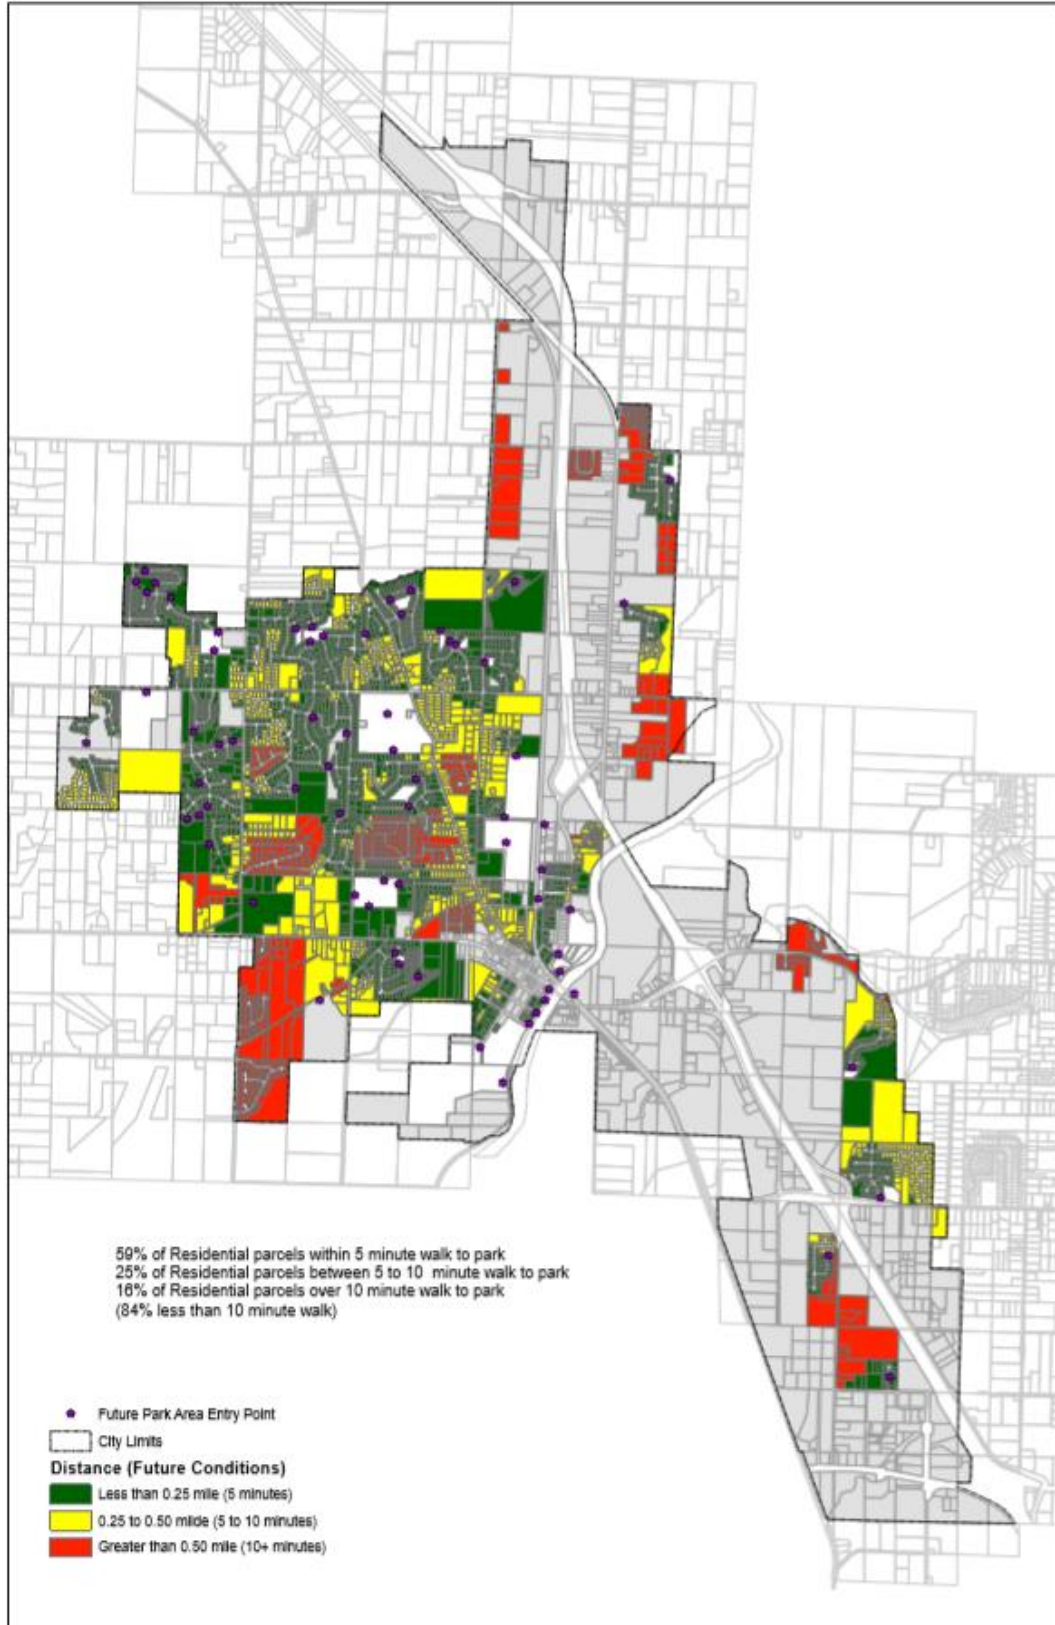 59% of Residential parcels within 5 minute walk to park
25% of Residential parcels between 5 to 10 minute walk to park
16% of Residential parcels over 10 minute walk to park
(84% less than 10 minute walk)
Future Park Area Entry Point
City Limits
Distance (Future Conditions)
Less than 0.25 mile (5 minutes)
0.25 to 0.50 milde (5 to 10 minutes)
Greater than 0.50 mile (10+ minutes)